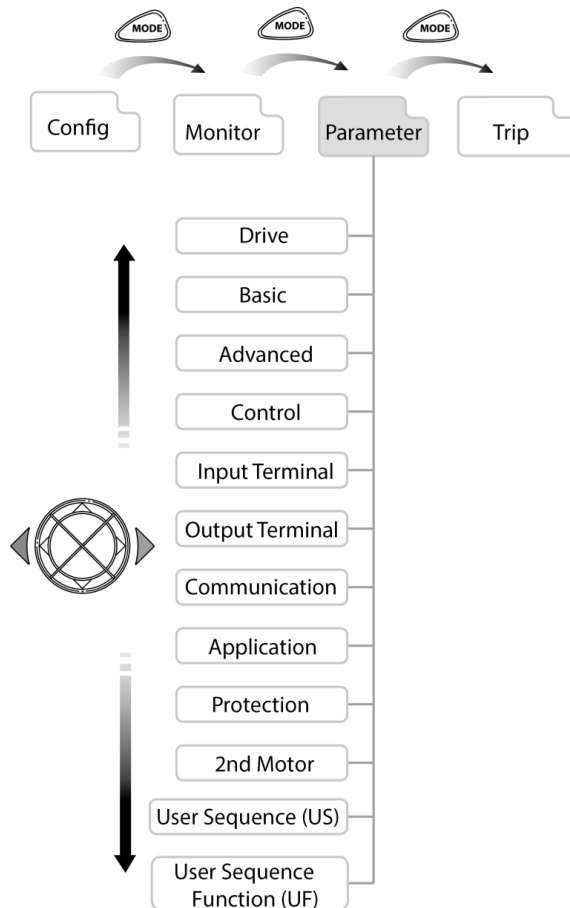 MODE
MODE
MODE
Config
Monitor
Parameter
Trip
Drive
Basic
Advanced
Control
Input Terminal
Output Terminal
Communication
Application
Protection
2nd Motor
User Sequence (US)
User Sequence
Function (UF)